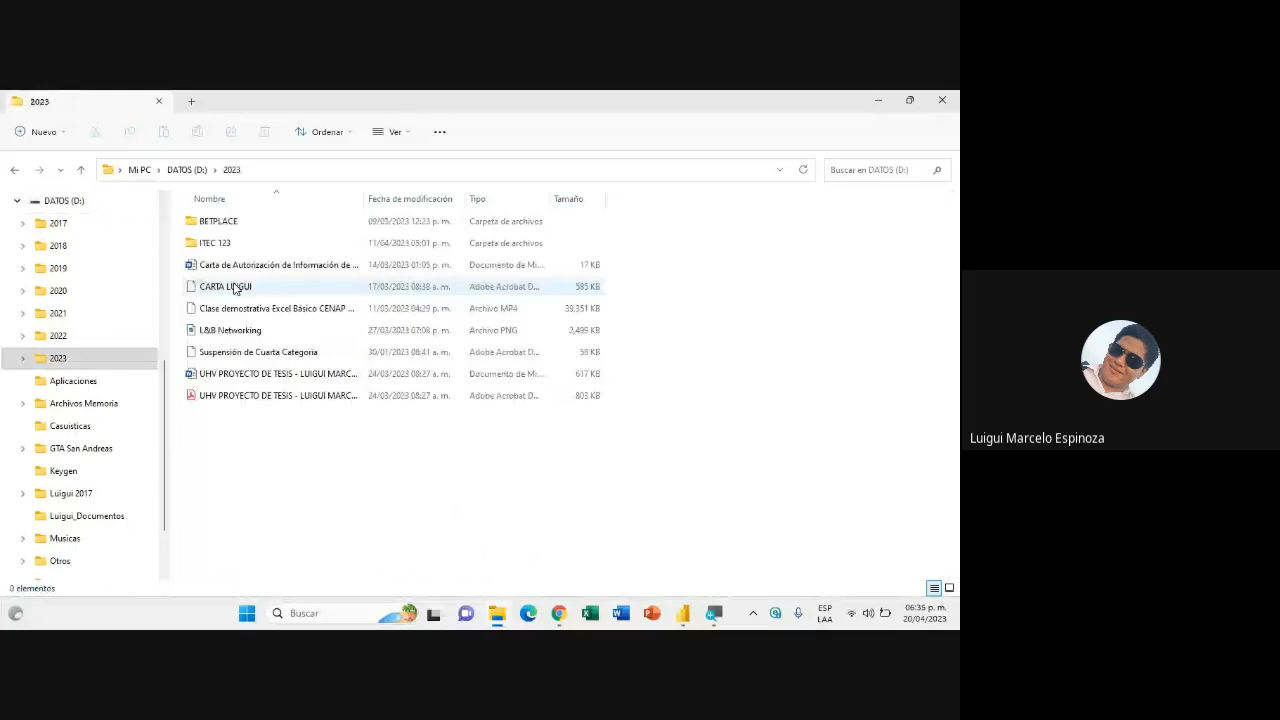 2023
Nuevo
Ordenar
Ver
Mi PC > DATOS (D:) > 2023
Buscar en DATOS (D:)
DATOS (D:)
2017
2018
2019
2020
2021
2022
2023
Aplicaciones
Archivos Memoria
Casuisticas
GTA San Andreas
Keygen
Luigui 2017
Luigui_Documentos
Musicas
Otros
Nombre Fecha de modificación Tipo Tamaño
BETPLACE 09/03/2023 12:23 p. m. Carpeta de archivos
ITEC 123 11/04/2023 05:01 p. m. Carpeta de archivos
Carta de Autorización de Información de ... 14/03/2023 01:05 p. m. Documento de Mi... 17 KB
CARTA LUIGUI 17/03/2023 08:38 a. m. Adobe Acrobat D... 585 KB
Clase demostrativa Excel Básico CENAP ... 11/03/2023 04:29 p. m. Archivo MP4 39,351 KB
L&B Networking 27/03/2023 07:08 p. m. Archivo PNG 2,499 KB
Suspensión de Cuarta Categoria 30/01/2023 08:41 a. m. Adobe Acrobat D... 58 KB
UHV PROYECTO DE TESIS - LUIGUI MARC... 24/03/2023 08:27 a. m. Documento de Mi... 617 KB
UHV PROYECTO DE TESIS - LUIGUI MARC... 24/03/2023 08:27 a. m. Adobe Acrobat D... 803 KB
0 elementos
Buscar
ESP
LAA
06:35 p. m.
20/04/2023
Luigui Marcelo Espinoza